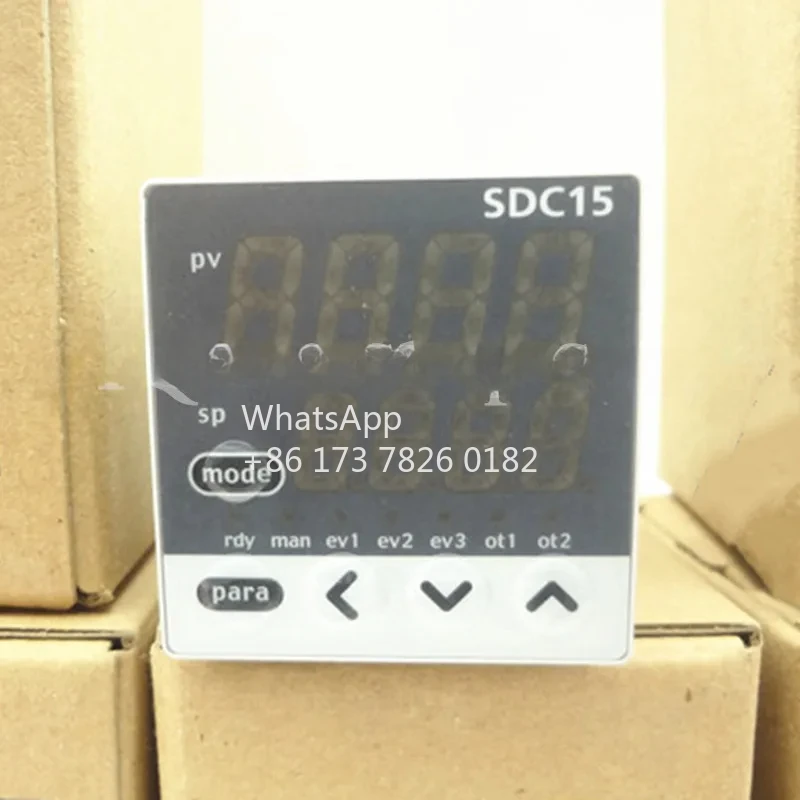 SDC15
pv
sp
WhatsApp
+86 173 7826 0182
mode
rdy man ev1 ev2 ev3 ot1 ot2
para